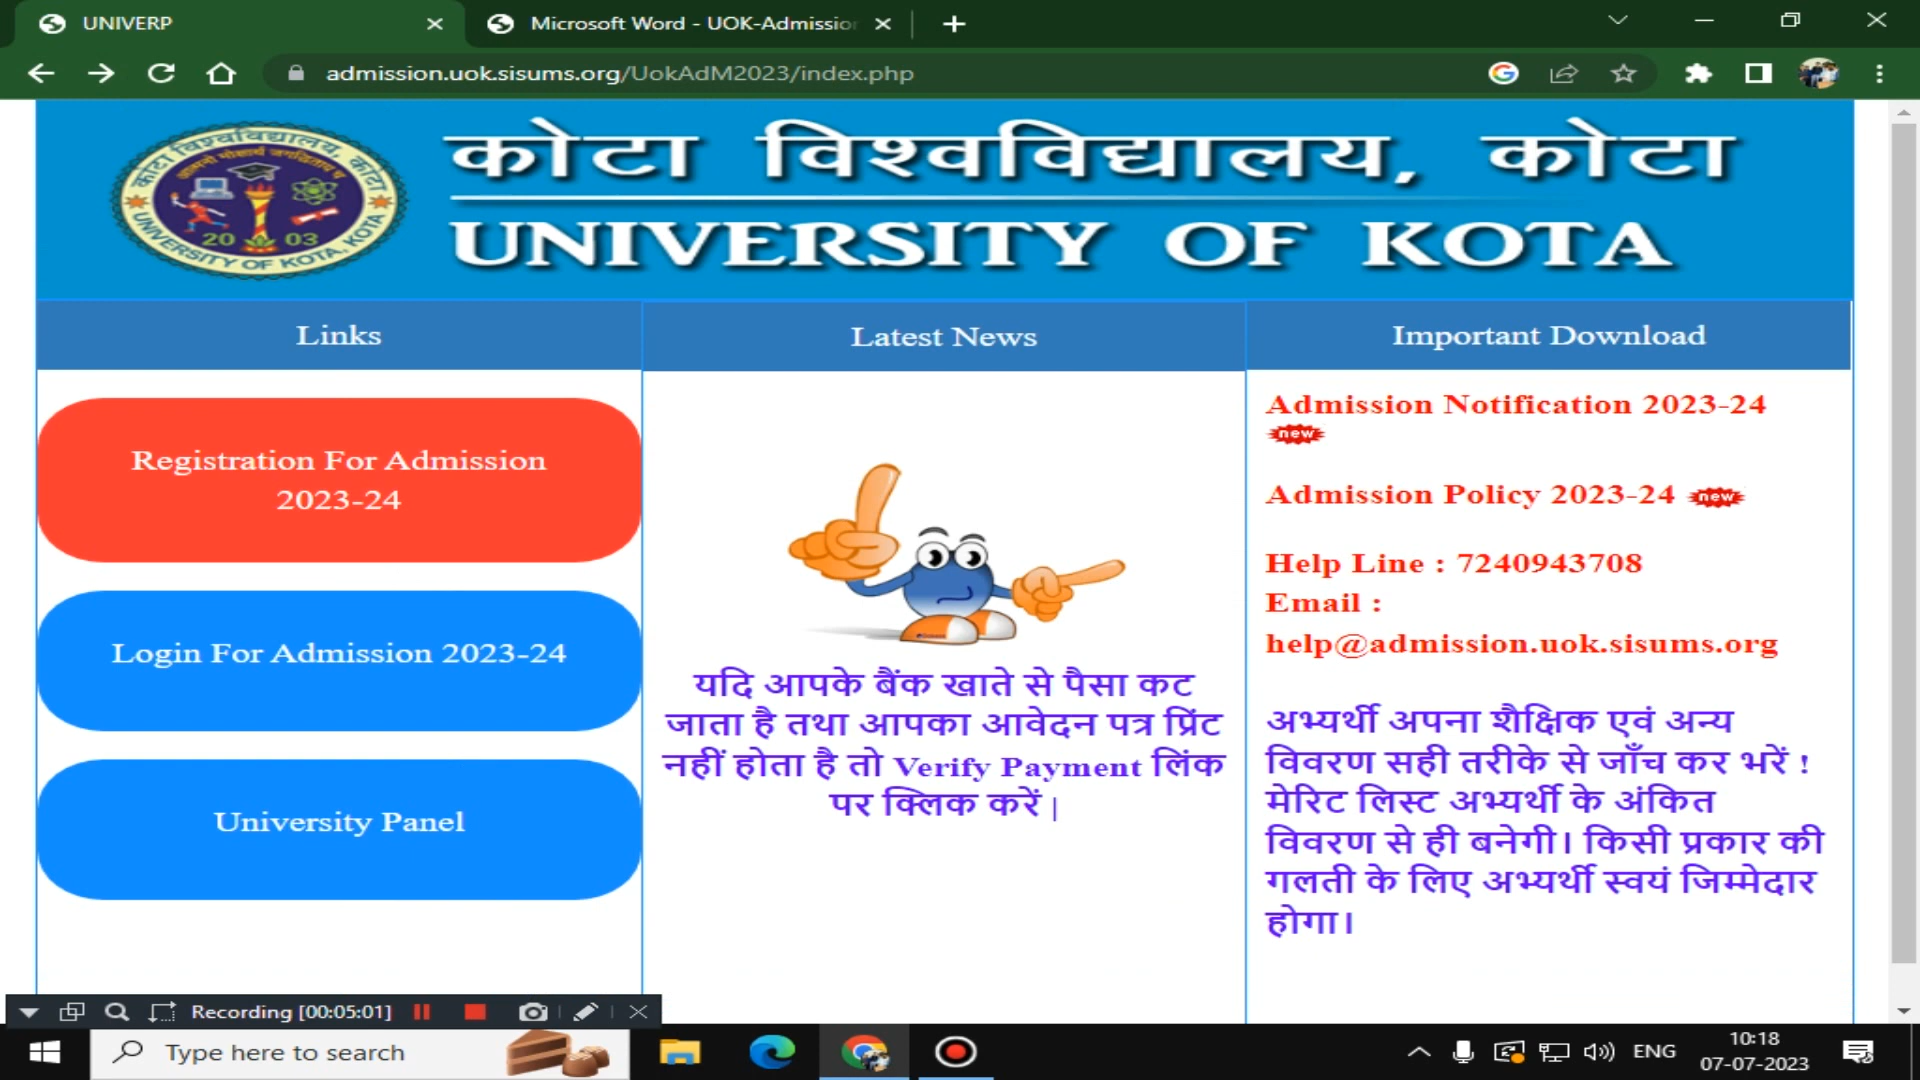 UNIVERP
Microsoft Word - UOK-Admission
admission.uok.sisums.org/UokAdM2023/index.php
कोटा विश्वविद्यालय, कोटा
UNIVERSITY OF KOTA
कोटा विश्वविद्यालय, कोटा
20 03
UNIVERSITY OF KOTA, KOTA
Links
Latest News
Important Download
Registration For Admission
2023-24
Login For Admission 2023-24
University Panel
यदि आपके बैंक खाते से पैसा कट
जाता है तथा आपका आवेदन पत्र प्रिंट
नहीं होता है तो Verify Payment लिंक
पर क्लिक करें |
Admission Notification 2023-24
new
Admission Policy 2023-24 new
Help Line : 7240943708
Email :
help@admission.uok.sisums.org
अभ्यर्थी अपना शैक्षिक एवं अन्य
विवरण सही तरीके से जाँच कर भरें !
मेरिट लिस्ट अभ्यर्थी के अंकित
विवरण से ही बनेगी। किसी प्रकार की
गलती के लिए अभ्यर्थी स्वयं जिम्मेदार
होगा।
Recording [00:05:01]
Type here to search
ENG
10:18
07-07-2023